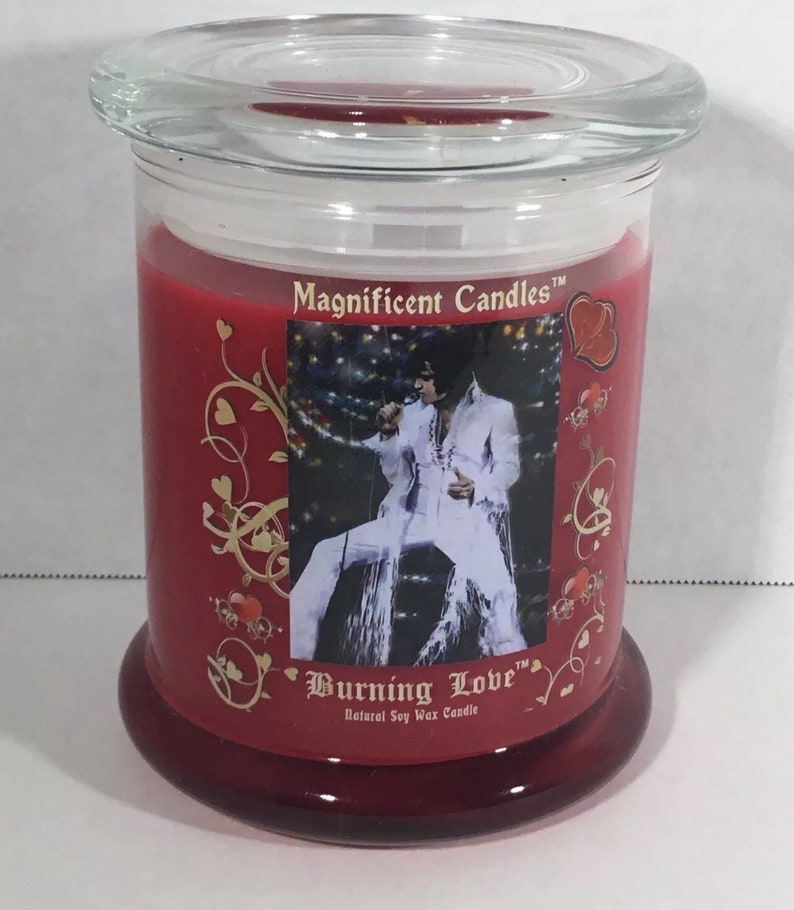 Magnificent Candles™
Burning Love™
Natural Soy Wax Candle